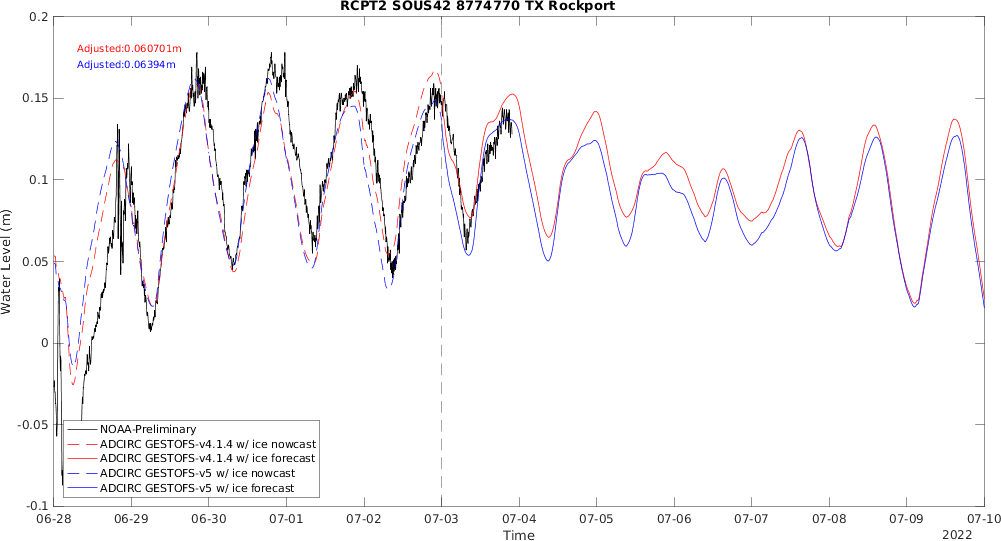 RCPT2 SOUS42 8774770 TX Rockport
0.2
Adjusted:0.060701m
Adjusted:0.06394m
0.15
0.1
0.05
0
-0.05
-0.1
Water Level (m)
NOAA-Preliminary
ADCIRC GESTOFS-v4.1.4 w/ ice nowcast
ADCIRC GESTOFS-v4.1.4 w/ ice forecast
ADCIRC GESTOFS-v5 w/ ice nowcast
ADCIRC GESTOFS-v5 w/ ice forecast
06-28 06-29 06-30 07-01 07-02 07-03 07-04 07-05 07-06 07-07 07-08 07-09 07-10
Time
2022